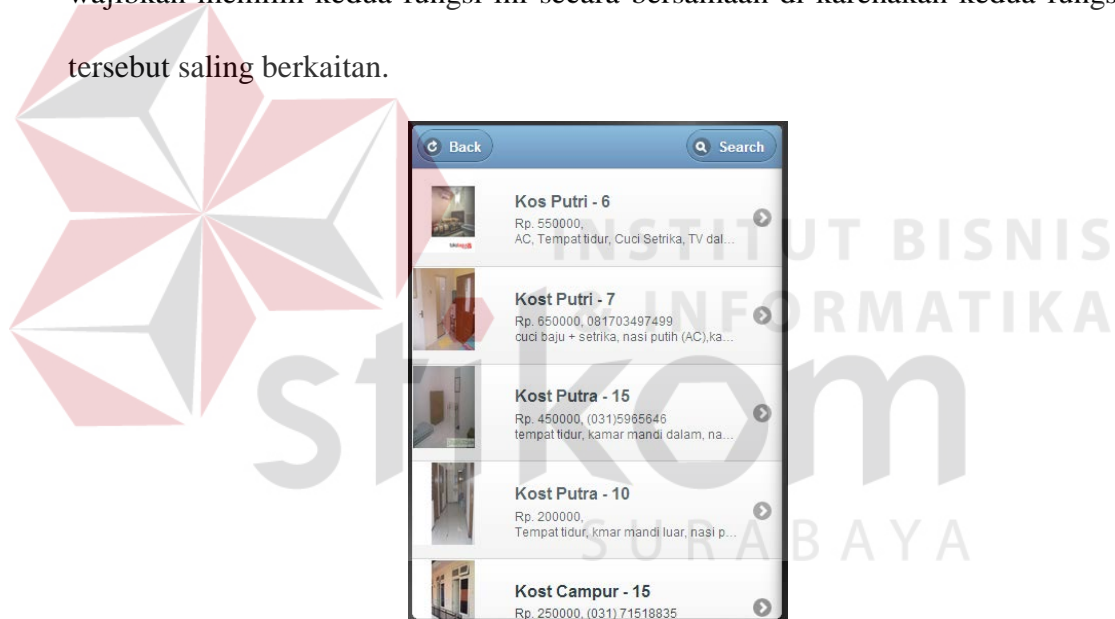 wajibkan memilih kedua fungsi ini secara bersamaan di karenakan kedua fungsi
tersebut saling berkaitan.
Back
Search
Kos Putri - 6
Rp. 550000,
AC, Tempat tidur, Cuci Setrika, TV dal...
Kost Putri - 7
Rp. 650000, 081703497499
cuci baju + setrika, nasi putih (AC),ka...
Kost Putra - 15
Rp. 450000, (031)5965646
tempat tidur, kamar mandi dalam, na...
Kost Putra - 10
Rp. 200000,
Tempat tidur, kmar mandi luar, nasi p...
Kost Campur - 15
Rp. 250000, (031) 71518835
INSTITUT BISNIS
& INFORMATIKA
stikom
SURABAYA